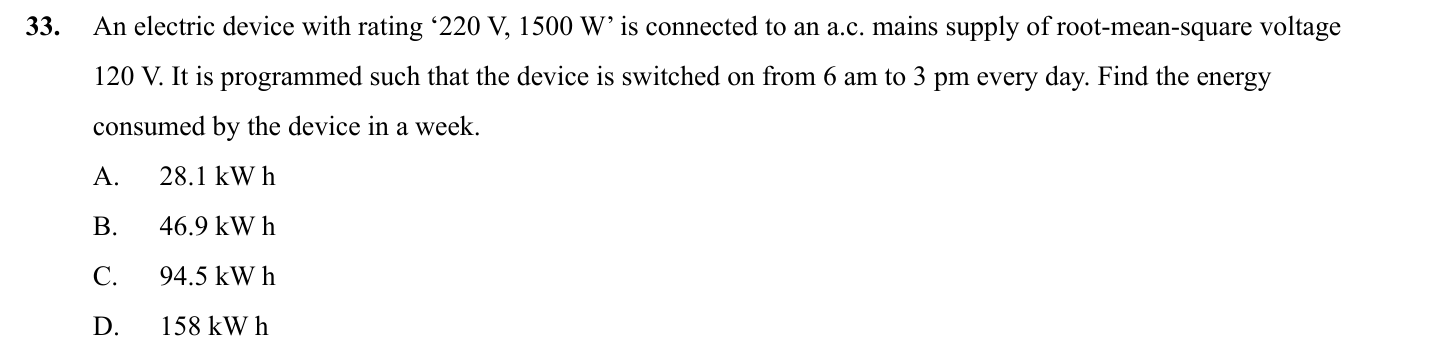 33. An electric device with rating ‘220 V, 1500 W’ is connected to an a.c. mains supply of root-mean-square voltage
120 V. It is programmed such that the device is switched on from 6 am to 3 pm every day. Find the energy
consumed by the device in a week.
A. 28.1 kW h
B. 46.9 kW h
C. 94.5 kW h
D. 158 kW h